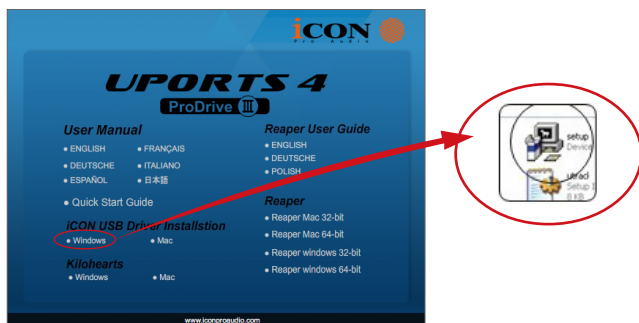 iCON
Pro Audio
UPORTS 4
ProDrive III
User Manual
• ENGLISH • FRANÇAIS
• DEUTSCHE • ITALIANO
• ESPAÑOL • 日本語
• Quick Start Guide
iCON USB Driver Installstion
• Windows • Mac
Kilohearts
• Windows • Mac
Reaper User Guide
• ENGLISH
• DEUTSCHE
• POLISH
Reaper
• Reaper Mac 32-bit
• Reaper Mac 64-bit
• Reaper windows 32-bit
• Reaper windows 64-bit
www.iconproaudio.com
setup
Device
Setup